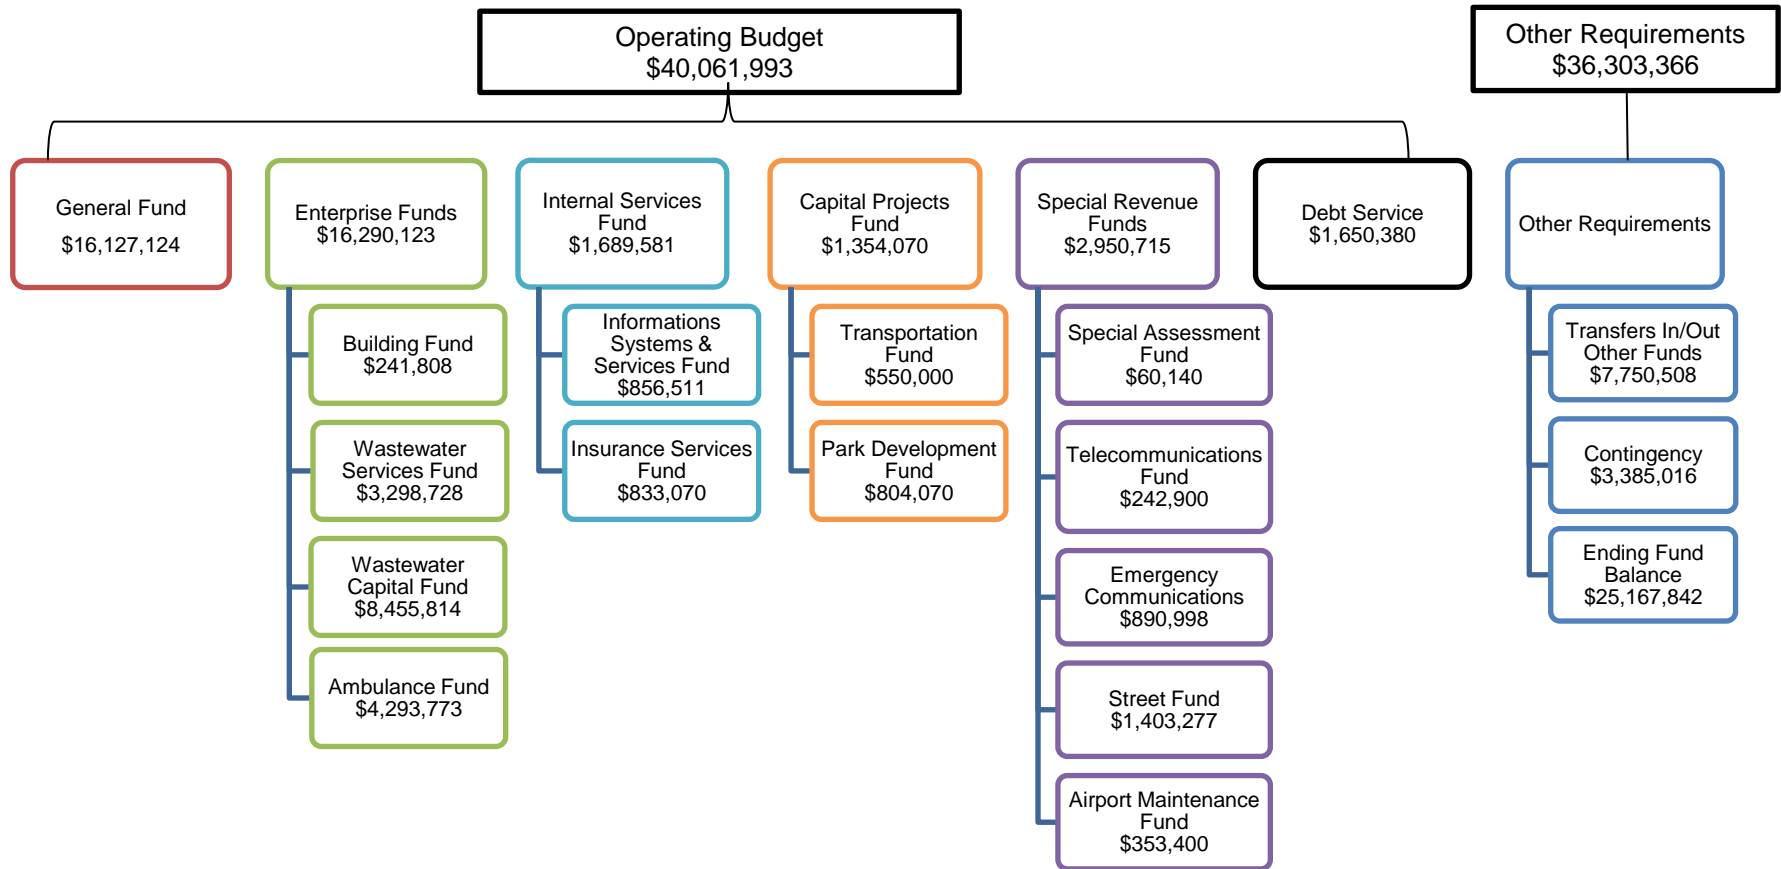 Operating Budget
$40,061,993
Other Requirements
$36,303,366
General Fund
$16,127,124
Enterprise Funds
$16,290,123
Internal Services
Fund
$1,689,581
Capital Projects
Fund
$1,354,070
Special Revenue
Funds
$2,950,715
Debt Service
$1,650,380
Other Requirements
Building Fund
$241,808
Wastewater
Services Fund
$3,298,728
Wastewater
Capital Fund
$8,455,814
Ambulance Fund
$4,293,773
Informations
Systems &
Services Fund
$856,511
Insurance Services
Fund
$833,070
Transportation
Fund
$550,000
Park Development
Fund
$804,070
Special Assessment
Fund
$60,140
Telecommunications
Fund
$242,900
Emergency
Communications
$890,998
Street Fund
$1,403,277
Airport Maintenance
Fund
$353,400
Transfers In/Out
Other Funds
$7,750,508
Contingency
$3,385,016
Ending Fund
Balance
$25,167,842